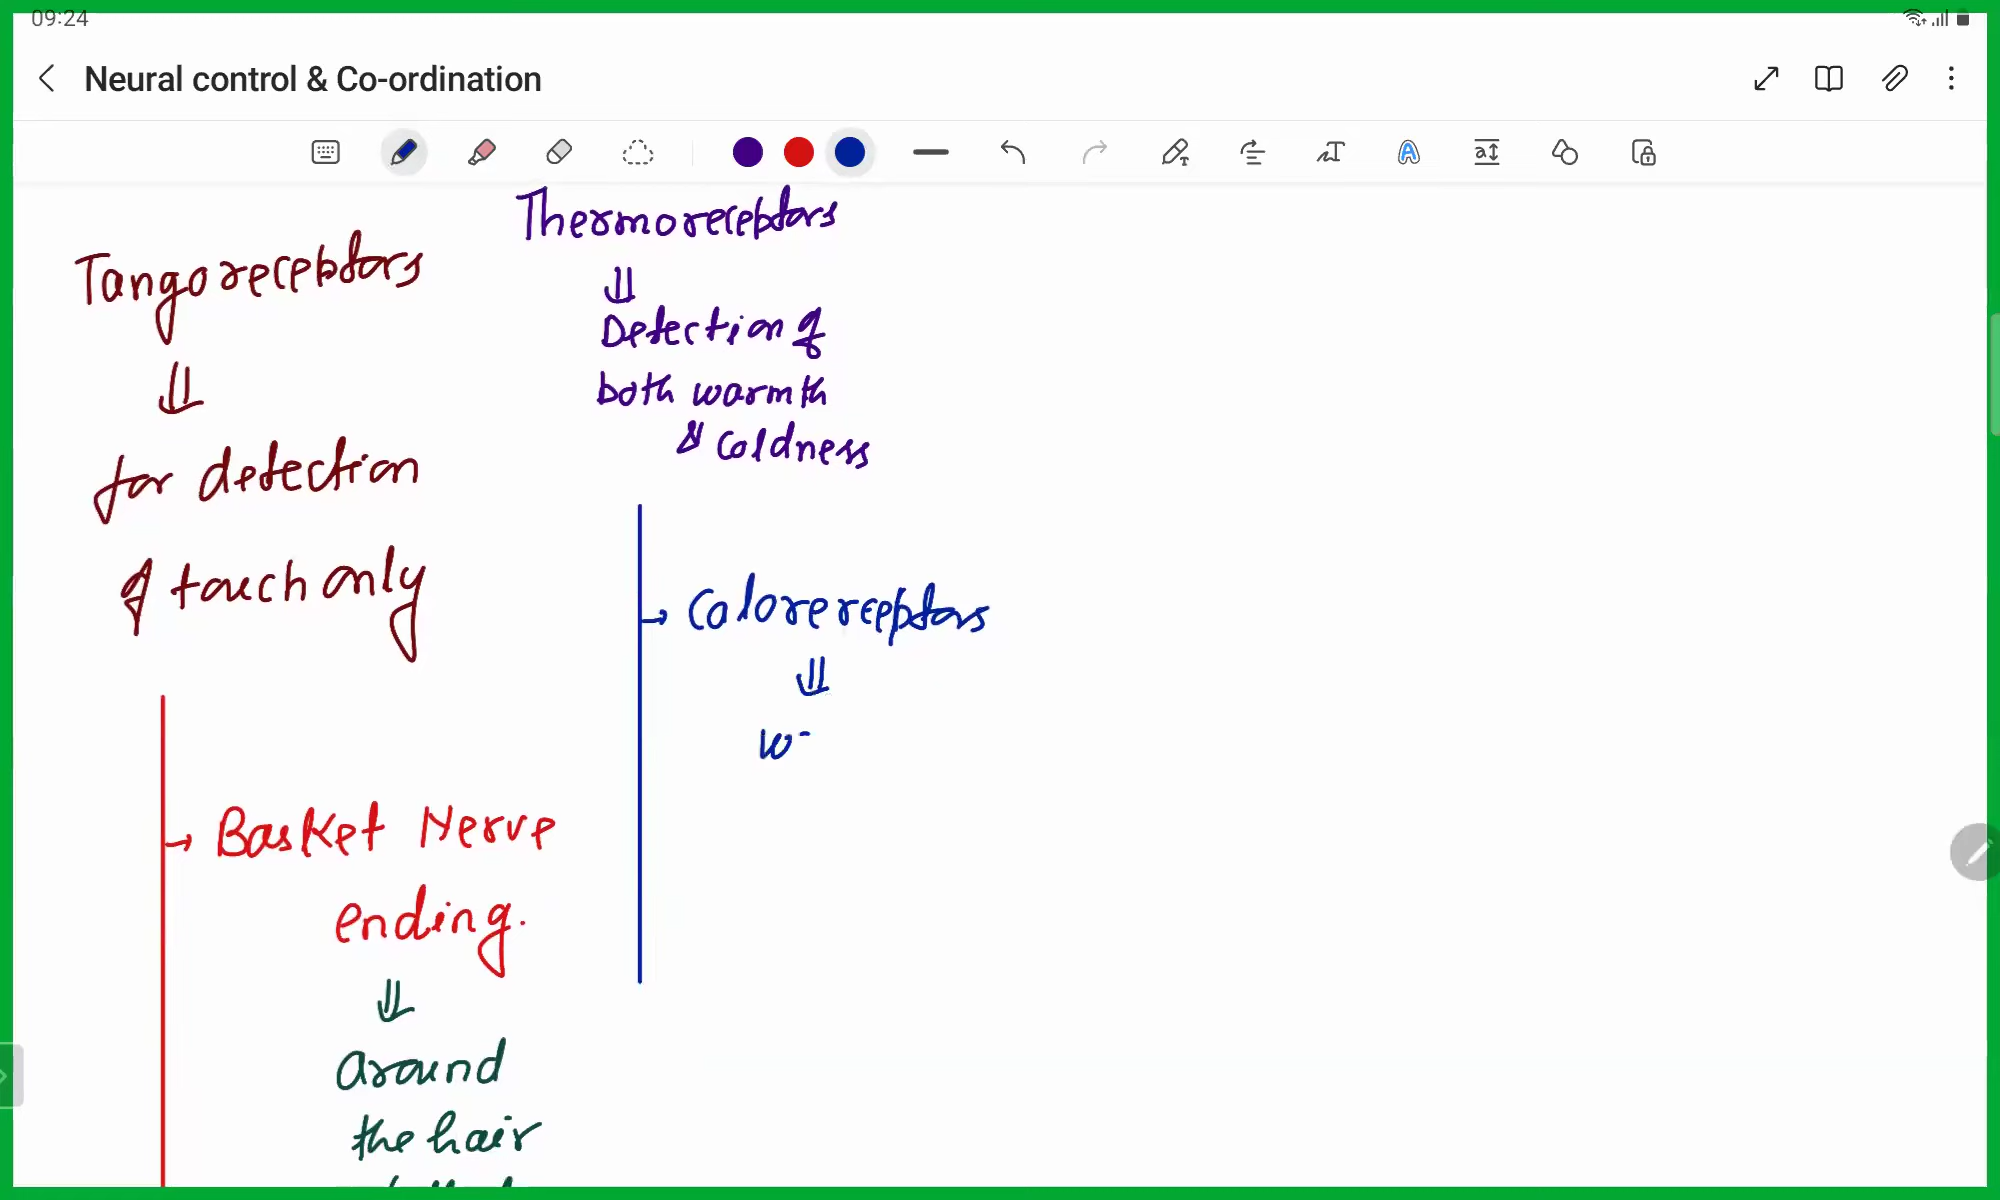 09:24
Neural control & Co-ordination
Thermoreceptors
Tangoreceptors
Detection of
both warmth
& Coldness
for detection
of touch only
Calorereceptors
Basket Nerve
ending.
around
the hair